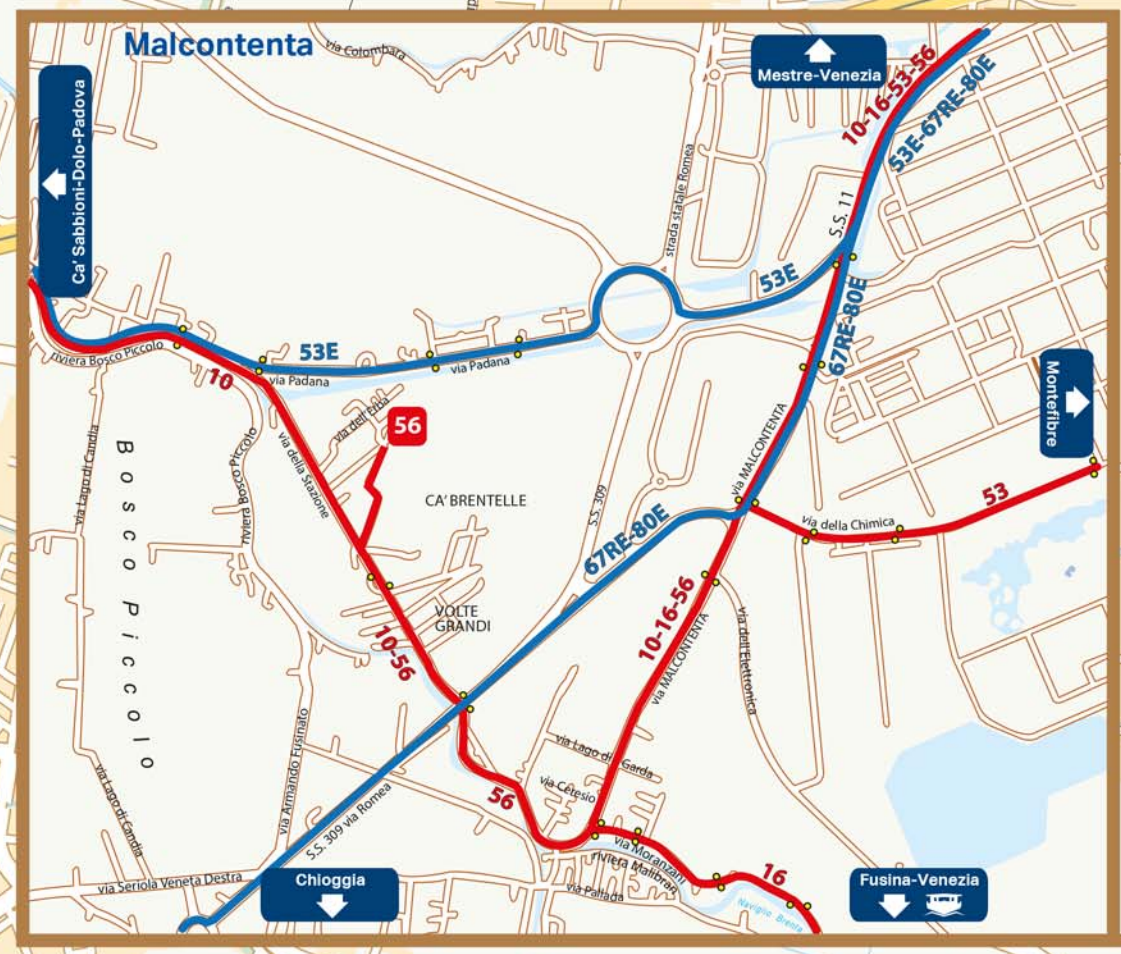 Malcontenta
via Colombara
Mestre-Venezia
10-16-53-56
53E-67RE-80E
Ca' Sabbioni-Dolo-Padova
strada statale Romea
S.S. 11
53E
67RE-80E
riviera Bosco Piccolo
10
53E
via Padana
via Padana
Montefibre
via dell'Erba
56
via Lago di Candia
Bosco Piccolo
riviera Bosco Piccolo
via della Stazione
CA' BRENTELLE
S.S. 309
via MALCONTENTA
53
via della Chimica
67RE-80E
VOLTE
GRANDI
10-56
10-16-56
via MALCONTENTA
via dell'Elettronica
via Armando Fusinato
via Lago di Candia
via Lago di Garda
via Cetesio
56
S.S. 309 via Romea
via Moranzani
riviera Malibran
via Pallada
16
via Seriola Veneta Destra
Chioggia
Fusina-Venezia
Naviglio Brenta